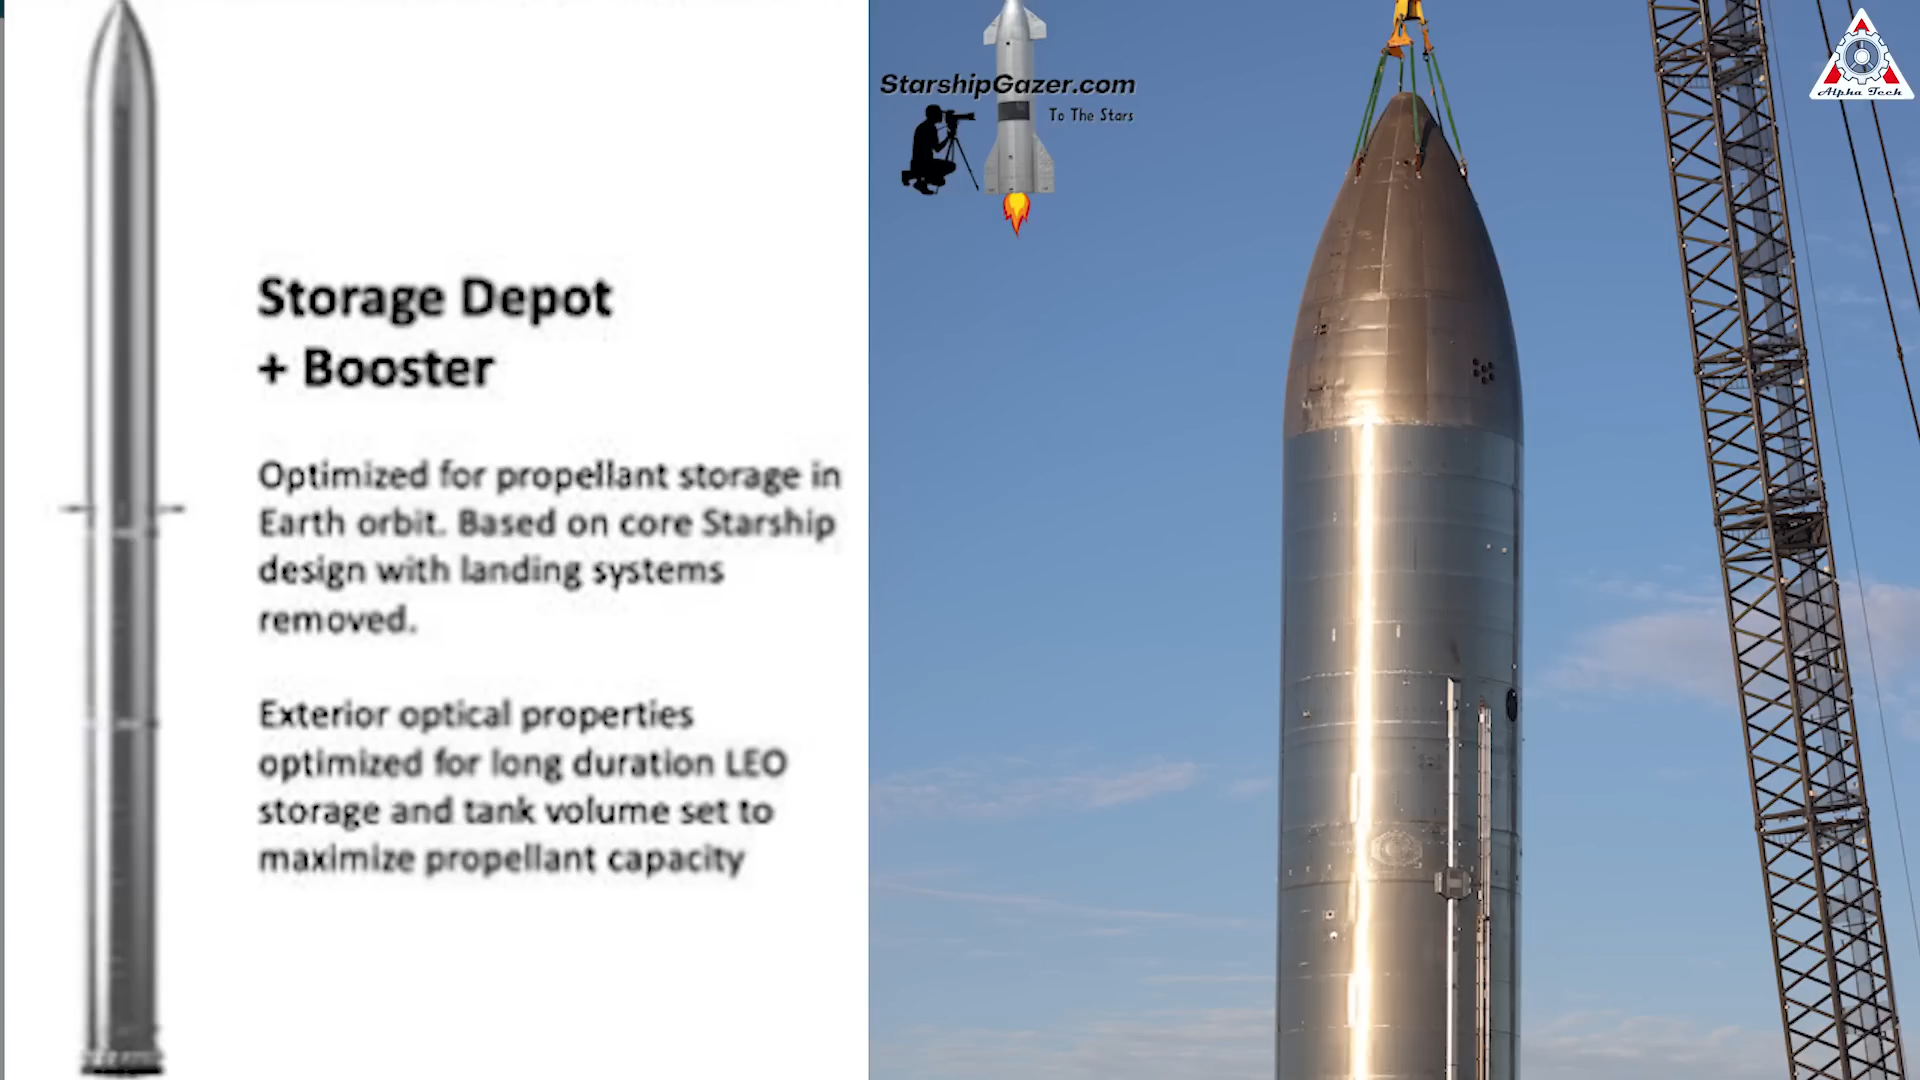 Storage Depot
+ Booster
Optimized for propellant storage in
Earth orbit. Based on core Starship
design with landing systems
removed.
Exterior optical properties
optimized for long duration LEO
storage and tank volume set to
maximize propellant capacity
StarshipGazer.com
To The Stars
Alpha Tech